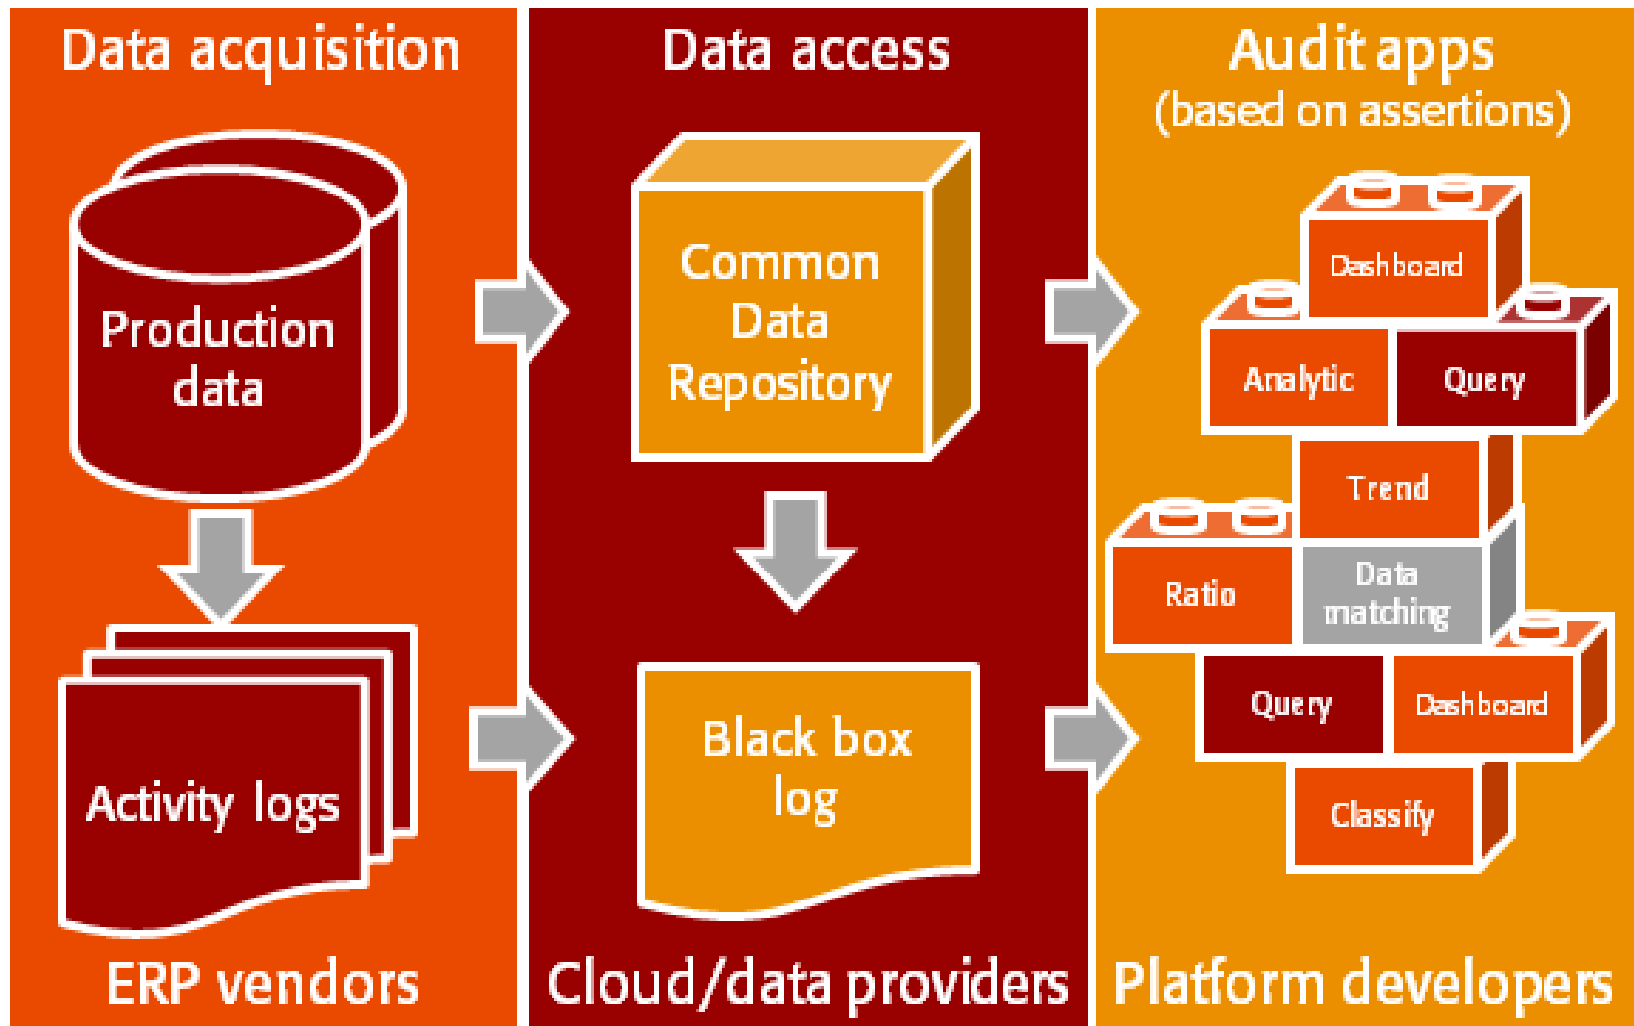 Data acquisition
Production
data
Activity logs
ERP vendors
Data access
Common
Data
Repository
Black box
log
Cloud/data providers
Audit apps
(based on assertions)
Dashboard
Analytic
Query
Trend
Ratio
Data
matching
Query
Dashboard
Classify
Platform developers